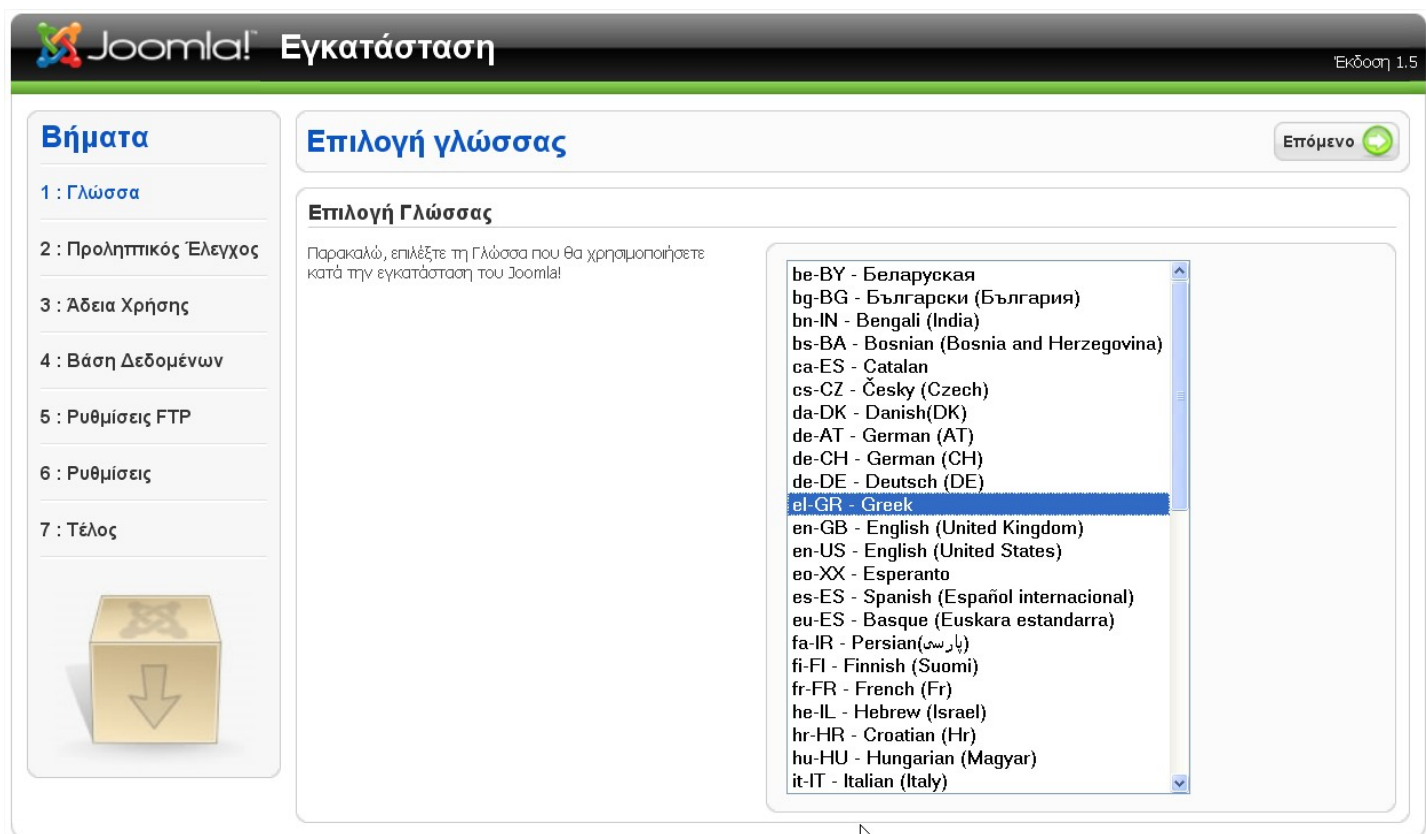 Joomla!™ Εγκατάσταση
Έκδοση 1.5
Βήματα
1 : Γλώσσα
2 : Προληπτικός Έλεγχος
3 : Άδεια Χρήσης
4 : Βάση Δεδομένων
5 : Ρυθμίσεις FTP
6 : Ρυθμίσεις
7 : Τέλος
Επιλογή γλώσσας
Επόμενο
Επιλογή Γλώσσας
Παρακαλώ, επιλέξτε τη Γλώσσα που θα χρησιμοποιήσετε
κατά την εγκατάσταση του Joomla!
be-BY - Беларуская
bg-BG - Български (България)
bn-IN - Bengali (India)
bs-BA - Bosnian (Bosnia and Herzegovina)
ca-ES - Catalan
cs-CZ - Česky (Czech)
da-DK - Danish(DK)
de-AT - German (AT)
de-CH - German (CH)
de-DE - Deutsch (DE)
el-GR - Greek
en-GB - English (United Kingdom)
en-US - English (United States)
eo-XX - Esperanto
es-ES - Spanish (Español internacional)
eu-ES - Basque (Euskara estandarra)
fa-IR - Persian(پارسی)
fi-FI - Finnish (Suomi)
fr-FR - French (Fr)
he-IL - Hebrew (Israel)
hr-HR - Croatian (Hr)
hu-HU - Hungarian (Magyar)
it-IT - Italian (Italy)